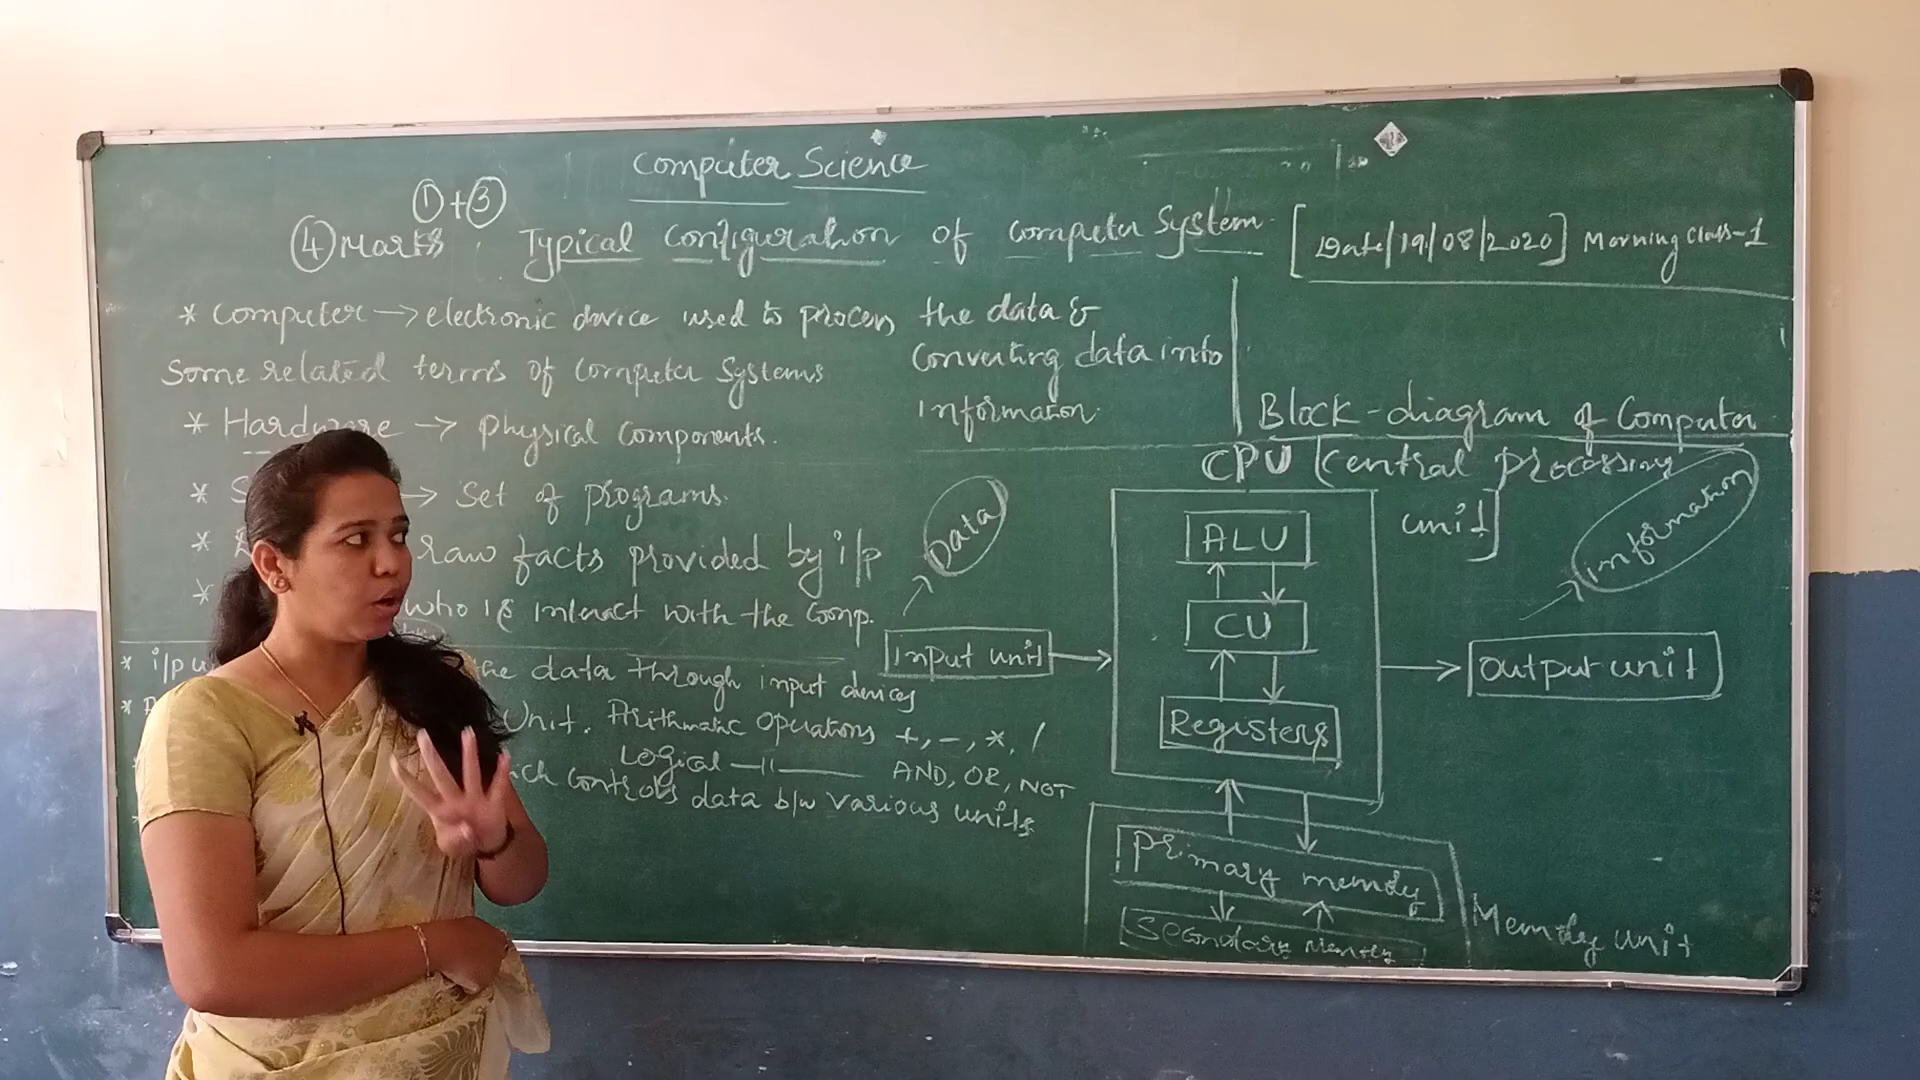 Computer Science
① + ③
④ Marks : Typical Configuration of Computer System [Date/19/08/2020] Morning Class-1
* Computer → electronic device used to process the data &
converting data into
information.
Some related terms of Computer Systems
* Hardware → physical components.
* S → Set of programs.
* raw facts provided by i/p
* who is interact with the Comp.
* i/p u the data through input devices
* Unit. Arithmatic operations +, -, *, /
Logical —11— AND, OR, NOT
ich controls data b/w various units
Block-diagram of Computer
CPU [Central Processing
unit]
Data
information
ALU
CU
Registers
Input unit
Output unit
Primary memory
Secondary Memory
Memory unit